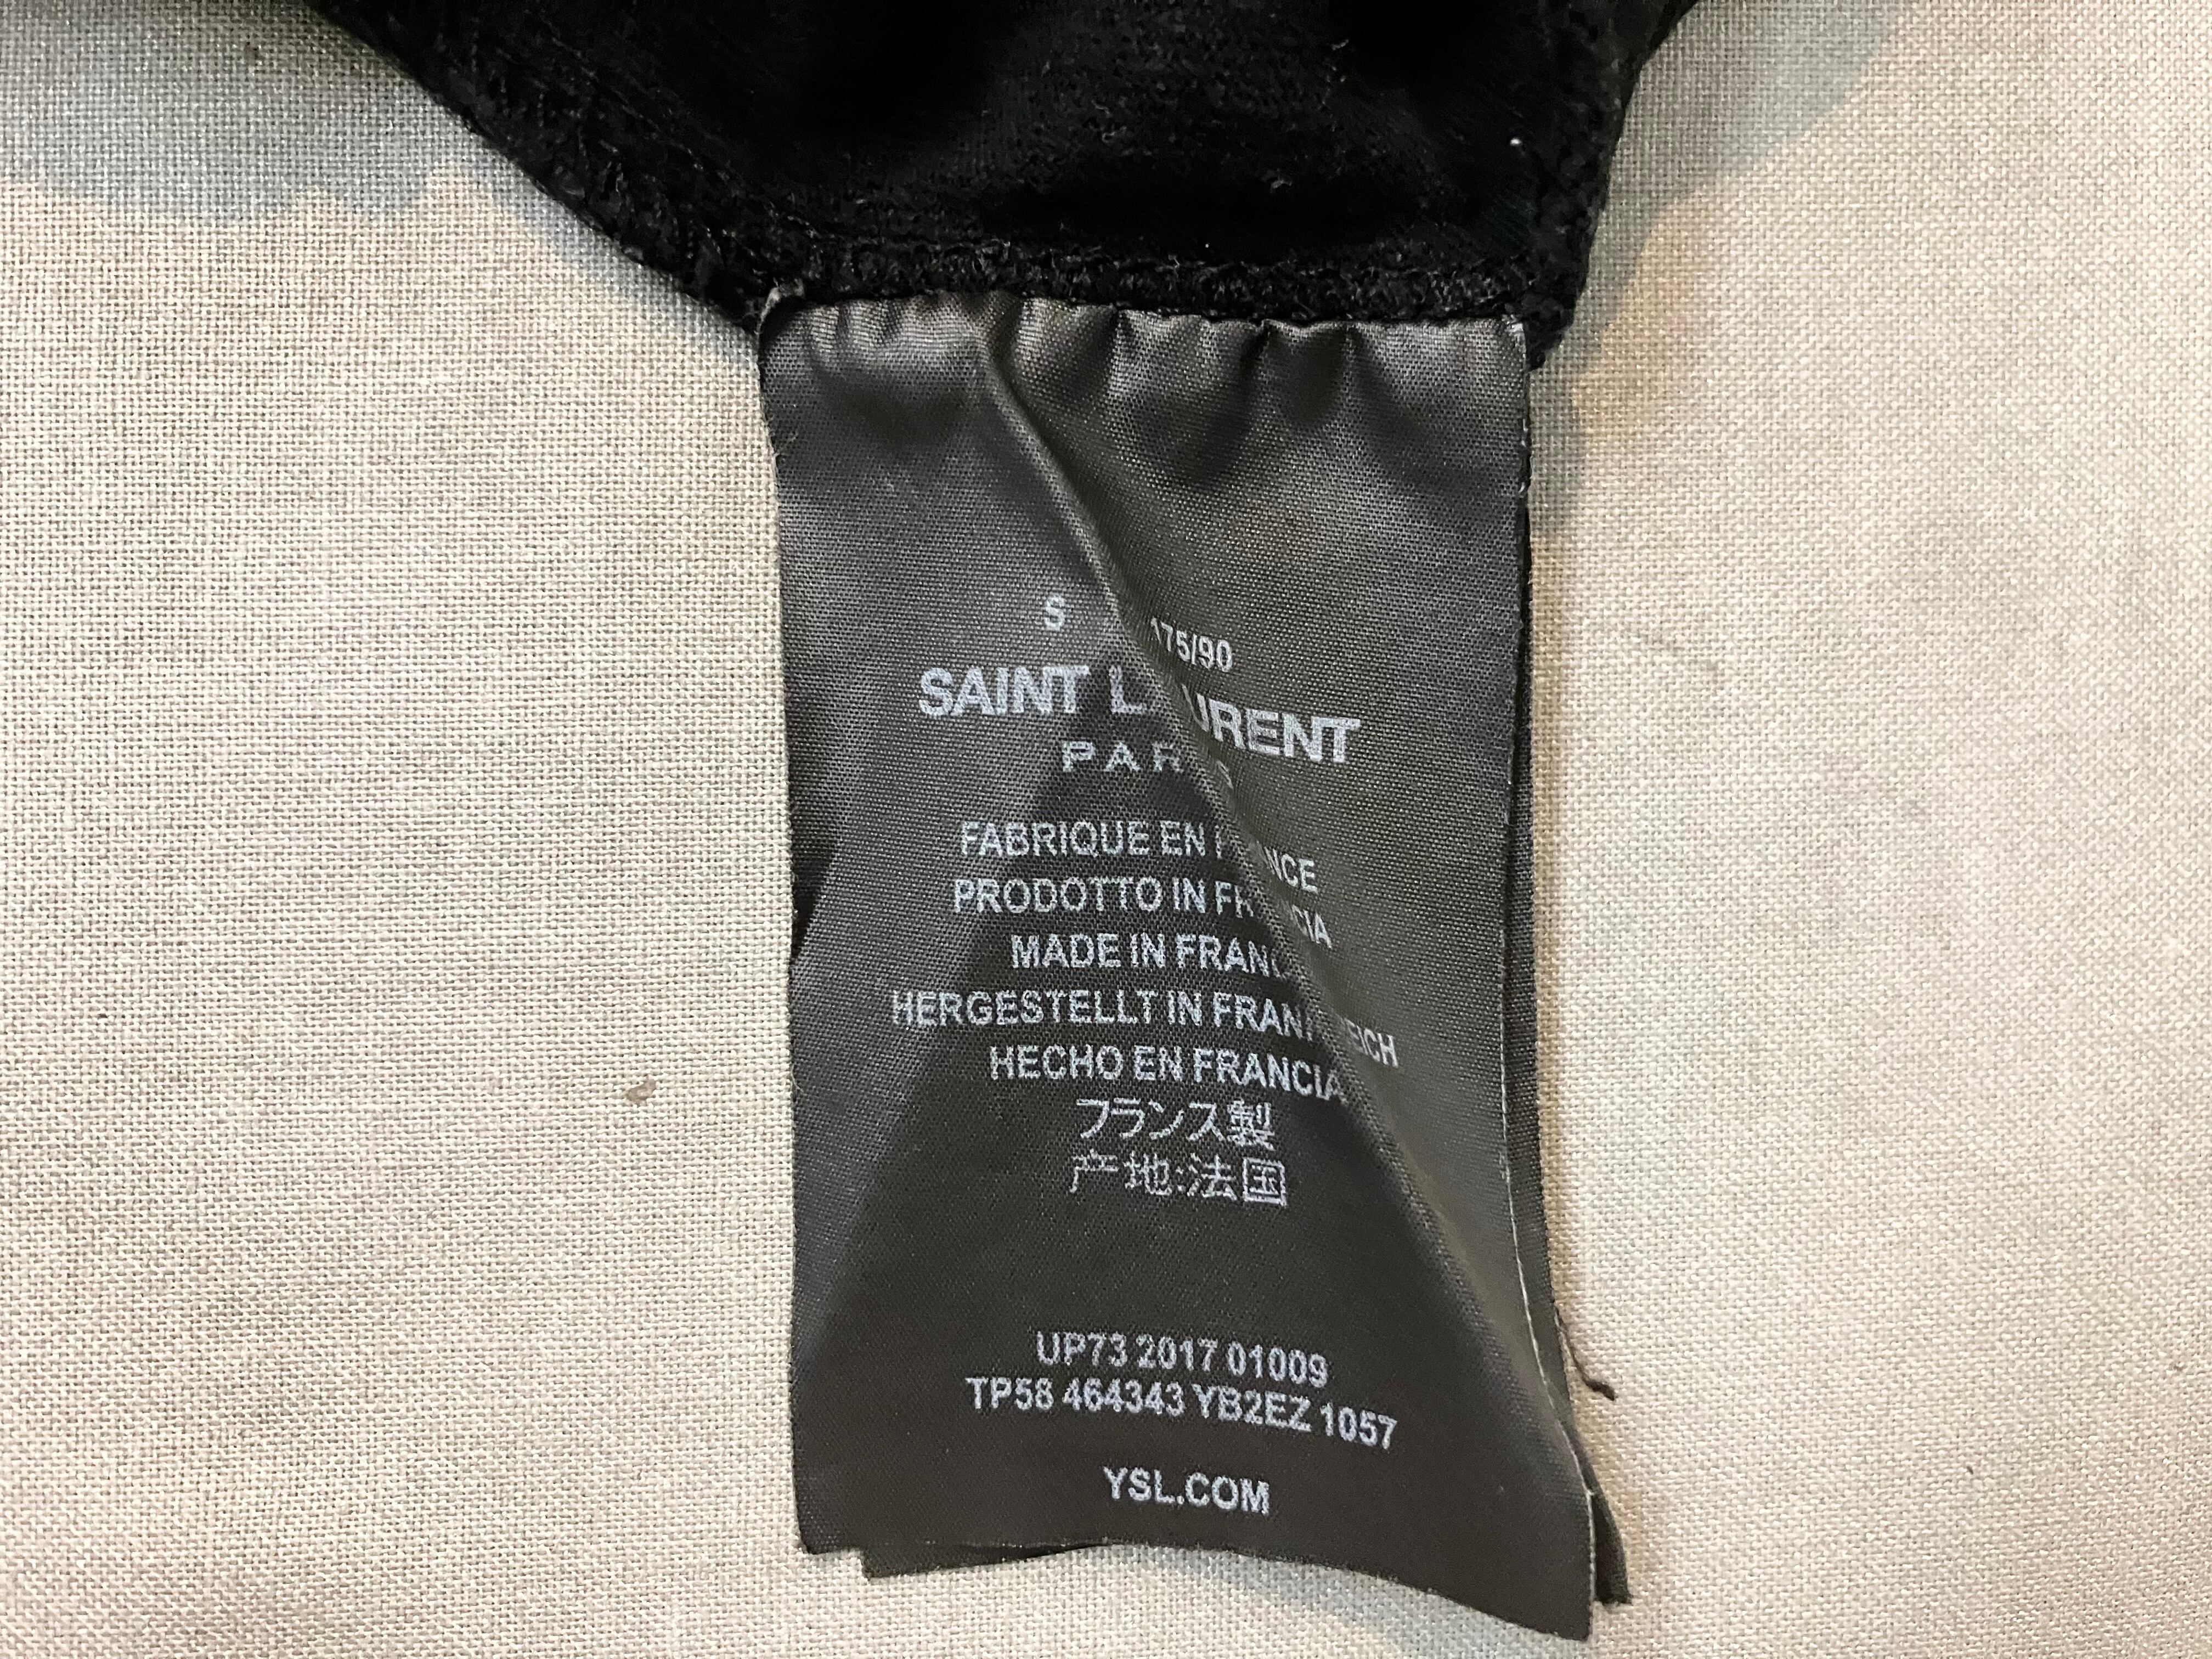 S 175/90
SAINT LAURENT
PARIS
FABRIQUE EN FRANCE
PRODOTTO IN FRANCIA
MADE IN FRANCE
HERGESTELLT IN FRANKREICH
HECHO EN FRANCIA
フランス製
产地:法国
UP73 2017 01009
TP58 464343 YB2EZ 1057
YSL.COM